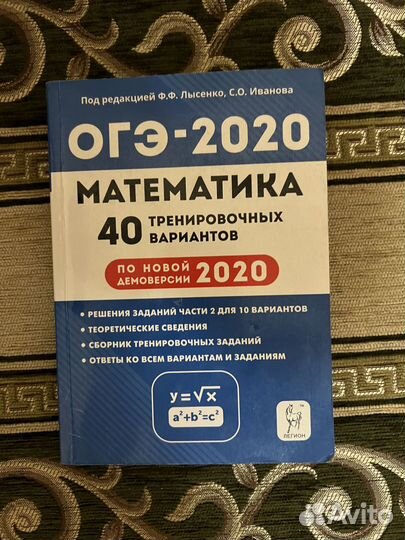 Под редакцией Ф.Ф. Лысенко, С.О. Иванова
ОГЭ-2020
МАТЕМАТИКА
40 ТРЕНИРОВОЧНЫХ
ВАРИАНТОВ
ПО НОВОЙ
ДЕМОВЕРСИИ 2020
• РЕШЕНИЯ ЗАДАНИЙ ЧАСТИ 2 ДЛЯ 10 ВАРИАНТОВ
• ТЕОРЕТИЧЕСКИЕ СВЕДЕНИЯ
• СБОРНИК ТРЕНИРОВОЧНЫХ ЗАДАНИЙ
• ОТВЕТЫ КО ВСЕМ ВАРИАНТАМ И ЗАДАНИЯМ
y=√x
a²+b²=c²
ЛЕГИОН
Avito